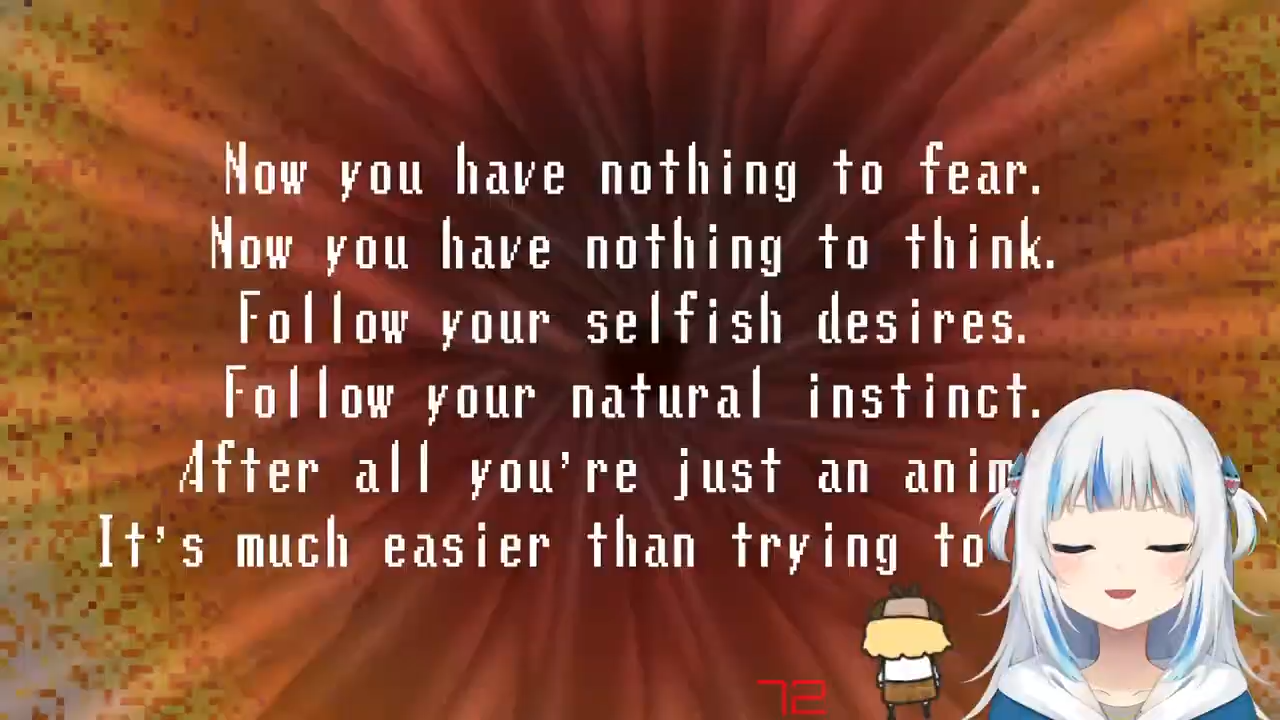 Now you have nothing to fear.
Now you have nothing to think.
Follow your selfish desires.
Follow your natural instinct.
After all you're just an anim
It's much easier than trying to
72